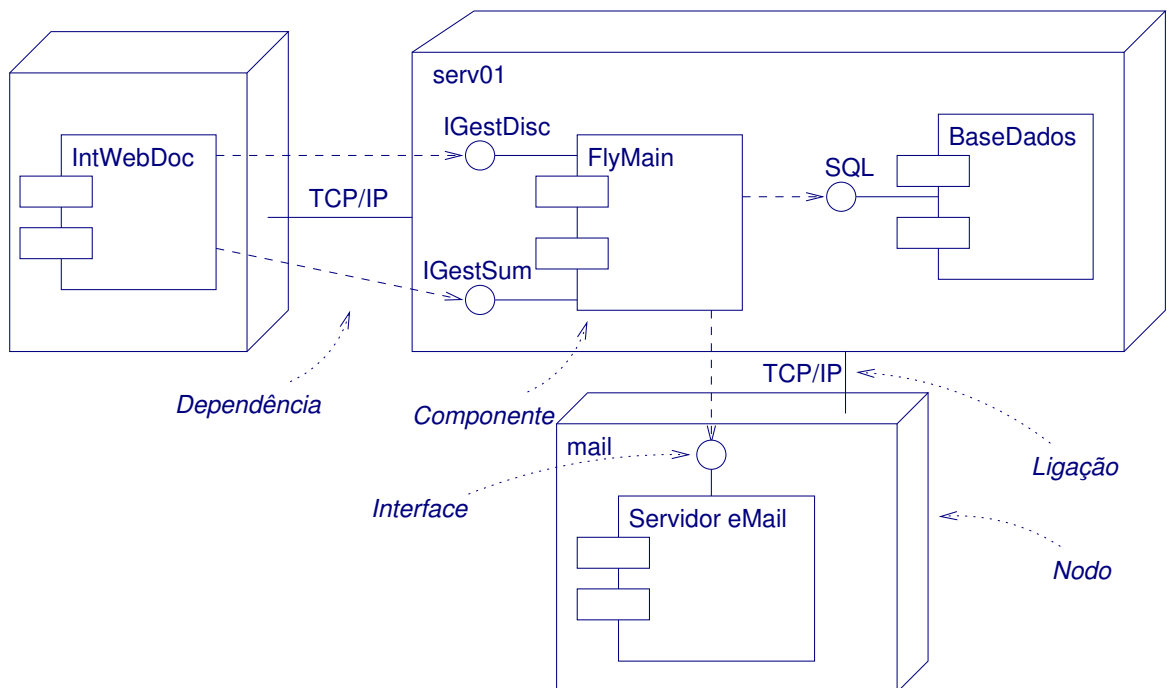 serv01
IGestDisc
IntWebDoc
FlyMain
BaseDados
SQL
TCP/IP
IGestSum
TCP/IP
Dependência
Componente
mail
Ligação
Interface
Servidor eMail
Nodo